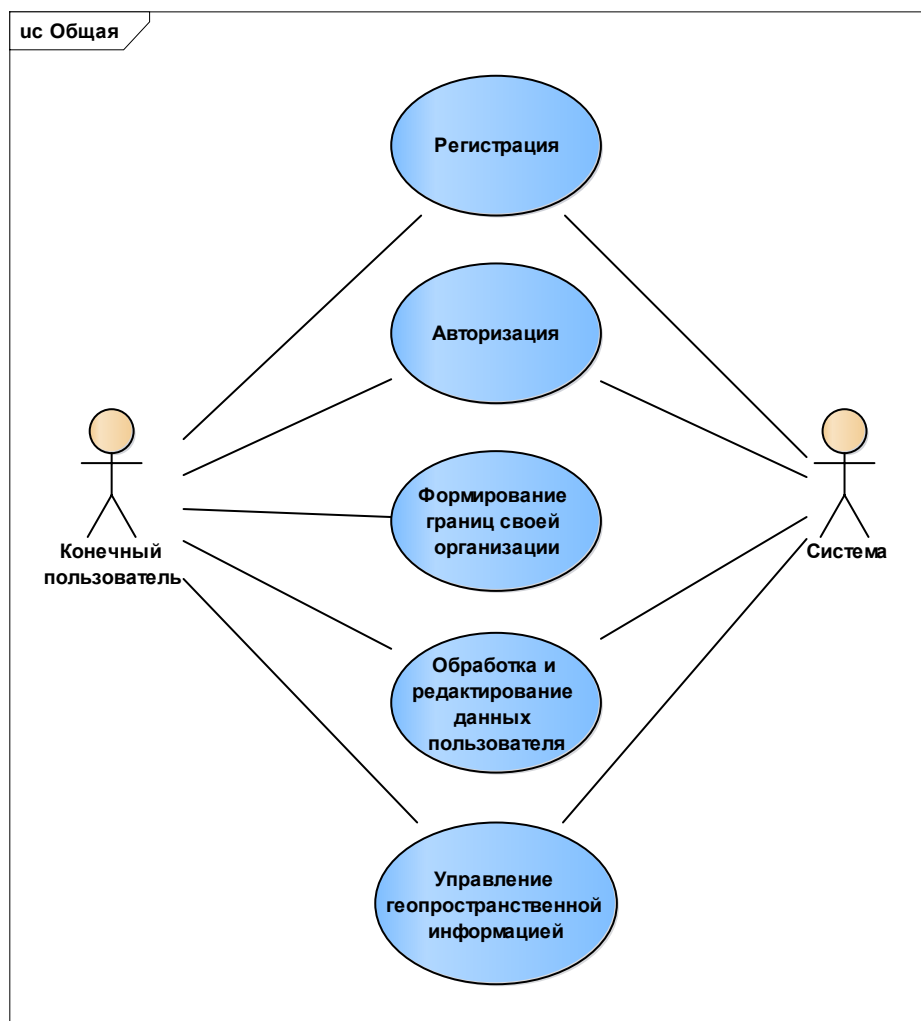 uc Общая
Регистрация
Авторизация
Формирование
границ своей
организации
Конечный
пользователь
Система
Обработка и
редактирование
данных
пользователя
Управление
геопространственной
информацией